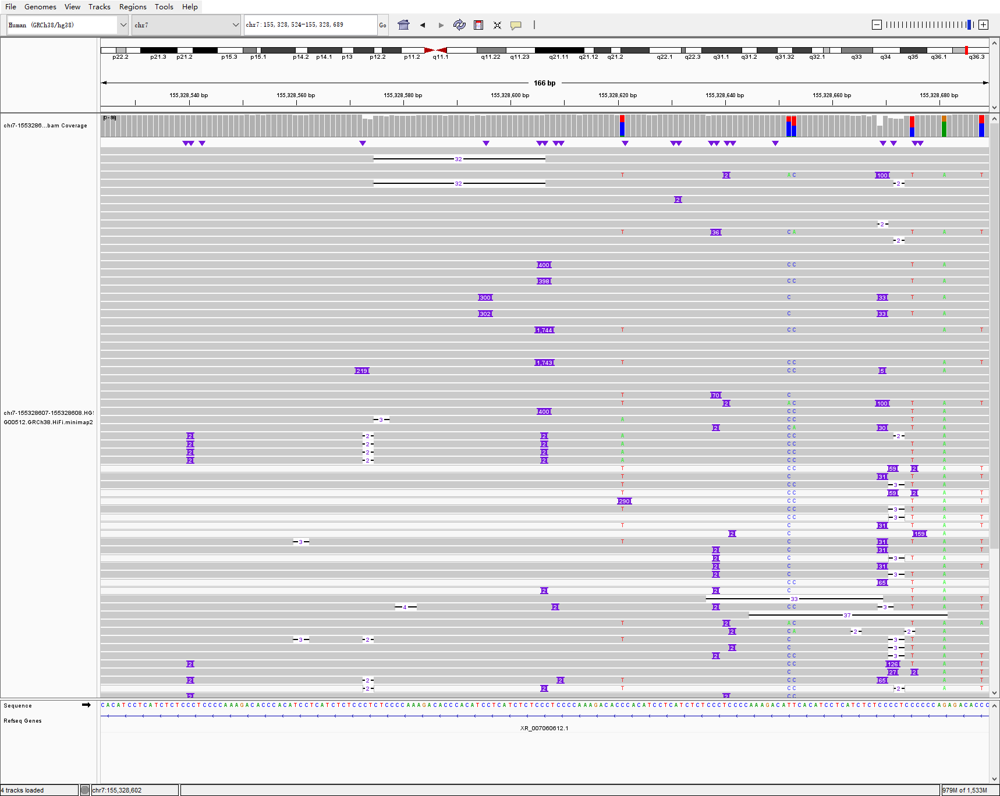 File Genomes View Tracks Regions Tools Help
Human (GRCh38/hg38) chr7 chr7:155,328,524-155,328,689 Go
p22.2 p21.3 p21.2 p15.3 p15.1 p14.2 p14.1 p13 p12.2 p11.2 q11.1 q11.22 q11.23 q21.11 q21.12 q21.2 q22.1 q22.3 q31.1 q31.2 q31.32 q32.1 q33 q34 q35 q36.1 q36.3
166 bp
155,328,540 bp 155,328,560 bp 155,328,580 bp 155,328,600 bp 155,328,620 bp 155,328,640 bp 155,328,660 bp 155,328,680 bp
[0 - 86]
chr7-1553286...bam Coverage
32
T 2 A C 100 T A T
32 2
2
2
T 36 C A T A T
2
400 C C T A
398 C C T A
300 C 33 T A
302 C 33 T A
1,744 T C C A T
1,743 T C C A T
219 C C 5 A
T 70 C
T 2 A C 100 T A T
chr7-155328607-155328608.HG
400 C C T A
G00512.GRCh38.HiFi.minimap2
3 A C C T A
2 C A 30 T A
2 2 2 A C C 2 A
2 2 2 A C C T A
2 2 2 A C C T A
2 2 2 A C C T A
T C C 59 2 A T
T C 31 T A T
T C C 3 T A
T C C 59 2 A T
290 C C T A T
T C C 3 T A
C C 3 T A T
T C 31 T A T
2 C 159 A
3 T C 31 T A T
2 C 31 A T
2 C 3 T A
2 C 31 A T
2 C 3 T A
C C 65 T A
2 2 C T A
33 T A T
4 2 2 C C 3 T A T
37
T 2 A C T A A
2 C A 2 2 A
3 2 T C 3 T A
2 C 3 T A
2 C C 3 T A T
2 C C 126 T A T
C 27 2 A T
2 2 2 T C C 65 A T
2 2 T C C 2 A T
2 2 C C
Sequence
CACATCCTCATCTCTCCCTCCCCAAAGACACCCACATCCTCATCTCTCCCTCTCCCCAAAGACACCCACATCCTCATCTCTCCCTCCCCAAAGACACCCACATCCTCATCTCTCCCTCCCCAAAGACATTCACATCCTCATCTCTCCCCTCCCCCCAGAGACACCC
Refseq Genes
XR_007060612.1
4 tracks loaded chr7:155,328,602 979M of 1,533M